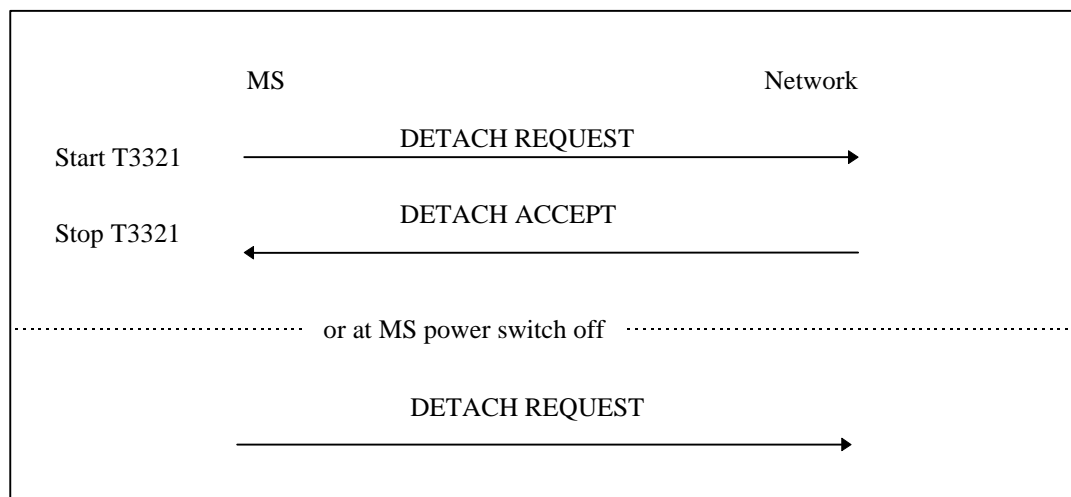 MS Network
Start T3321 DETACH REQUEST
Stop T3321 DETACH ACCEPT
or at MS power switch off
DETACH REQUEST